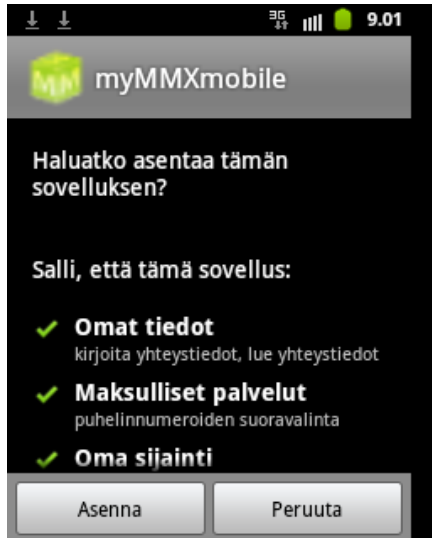 3G 9.01
MM myMMXmobile
Haluatko asentaa tämän
sovelluksen?
Salli, että tämä sovellus:
Omat tiedot
kirjoita yhteystiedot, lue yhteystiedot
Maksulliset palvelut
puhelinnumeroiden suoravalinta
Oma sijainti
Asenna Peruuta